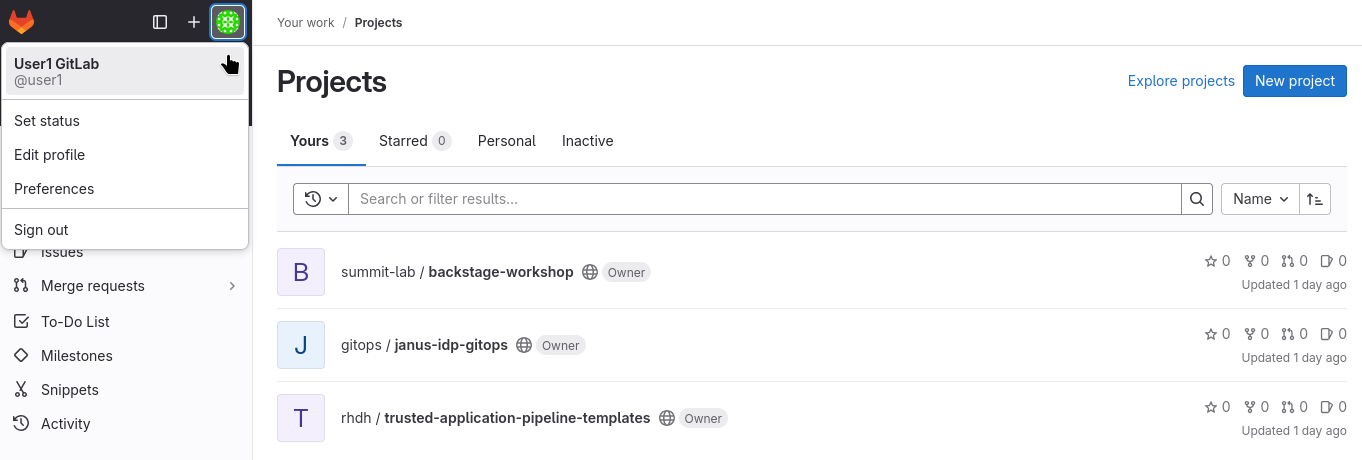 Your work / Projects
User1 GitLab
@user1
Set status
Edit profile
Preferences
Sign out
Issues
Merge requests
To-Do List
Milestones
Snippets
Activity
Projects
Explore projects
New project
Yours 3 Starred 0 Personal Inactive
Search or filter results...
Name
B
summit-lab / backstage-workshop Owner
0 0 0 0
Updated 1 day ago
J
gitops / janus-idp-gitops Owner
0 0 0 0
Updated 1 day ago
T
rhdh / trusted-application-pipeline-templates Owner
0 0 0 0
Updated 1 day ago